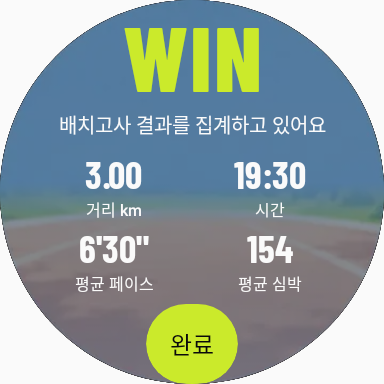 WIN
배치고사 결과를 집계하고 있어요
3.00 19:30
거리 km 시간
6'30" 154
평균 페이스 평균 심박
완료